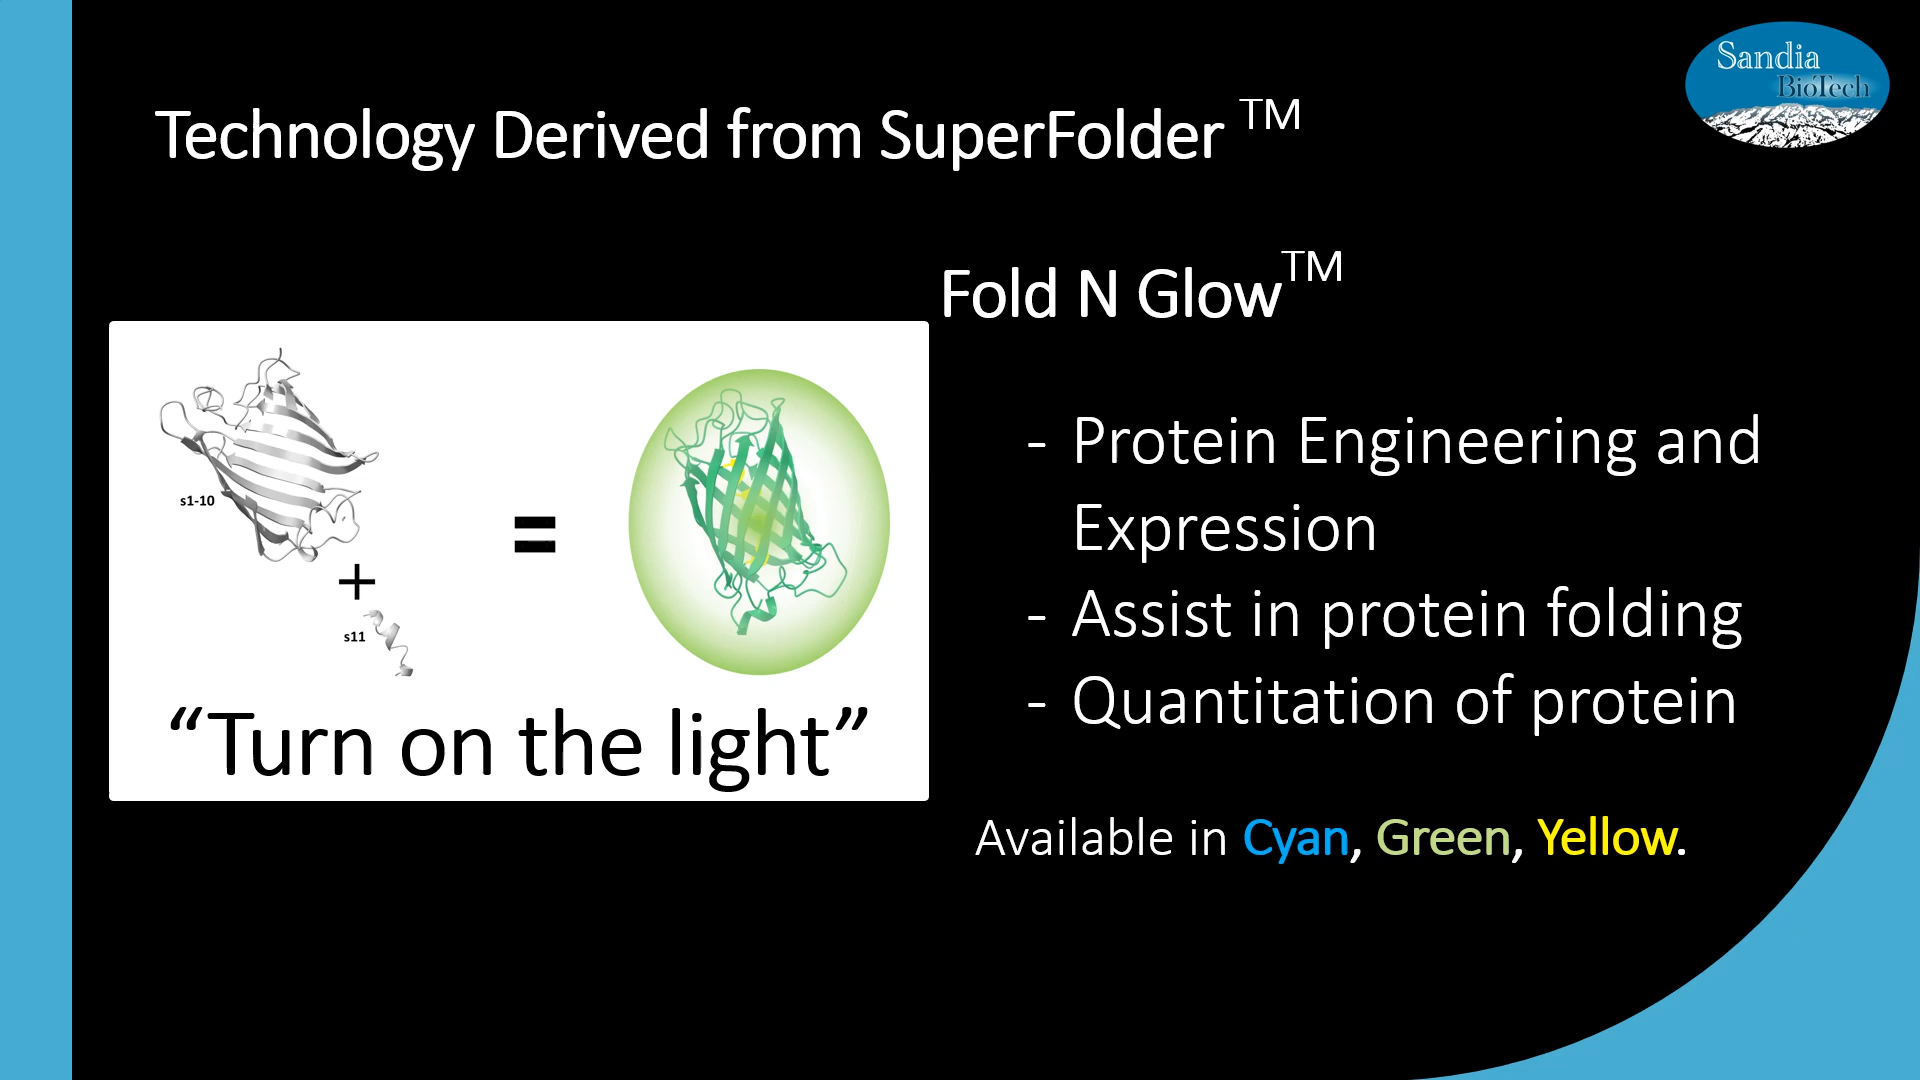 Sandia
BioTech
Technology Derived from SuperFolder TM
Fold N Glow TM
s1-10
+
s11
=
“Turn on the light”
- Protein Engineering and
Expression
- Assist in protein folding
- Quantitation of protein
Available in Cyan, Green, Yellow.